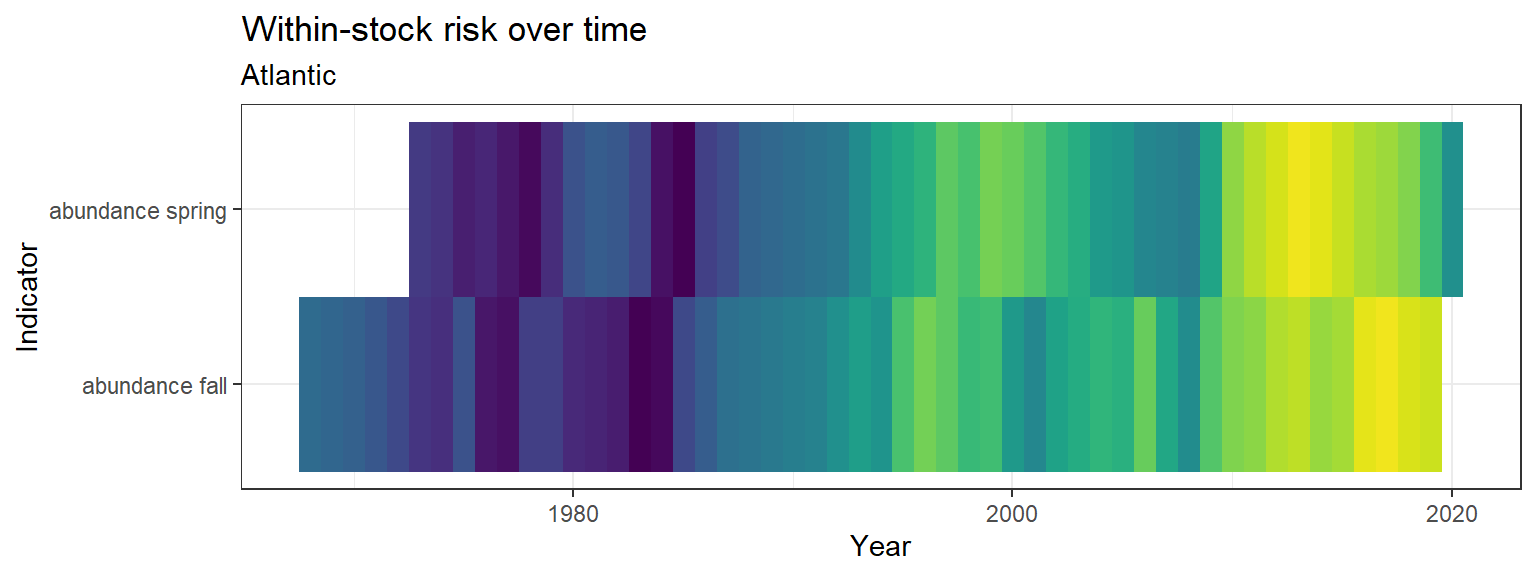 Within-stock risk over time
Atlantic
abundance spring
abundance fall
Indicator
1980
2000
2020
Year